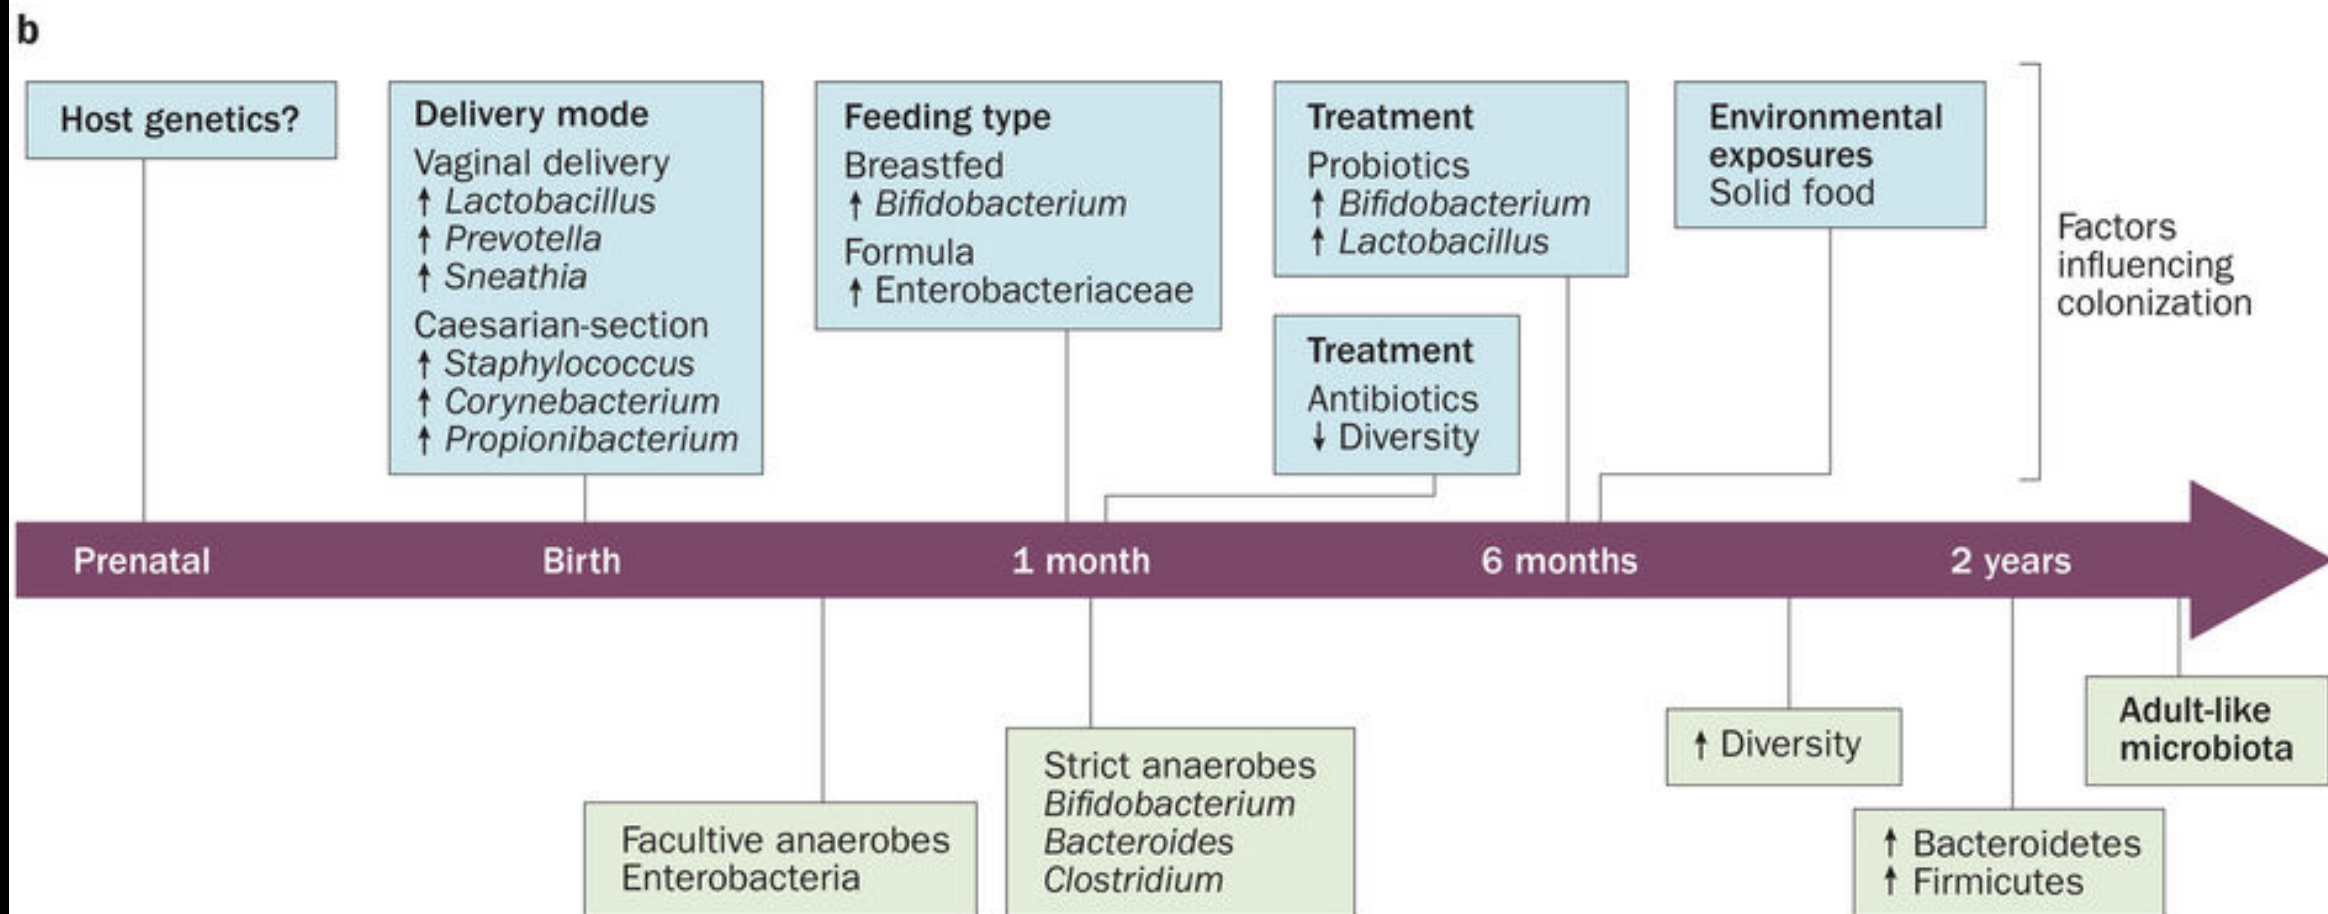 b
Host genetics?
Delivery mode
Vaginal delivery
↑ Lactobacillus
↑ Prevotella
↑ Sneathia
Caesarian-section
↑ Staphylococcus
↑ Corynebacterium
↑ Propionibacterium
Feeding type
Breastfed
↑ Bifidobacterium
Formula
↑ Enterobacteriaceae
Treatment
Probiotics
↑ Bifidobacterium
↑ Lactobacillus
Treatment
Antibiotics
↓ Diversity
Environmental
exposures
Solid food
Factors
influencing
colonization
Prenatal
Birth
1 month
6 months
2 years
Facultive anaerobes
Enterobacteria
Strict anaerobes
Bifidobacterium
Bacteroides
Clostridium
↑ Diversity
↑ Bacteroidetes
↑ Firmicutes
Adult-like
microbiota